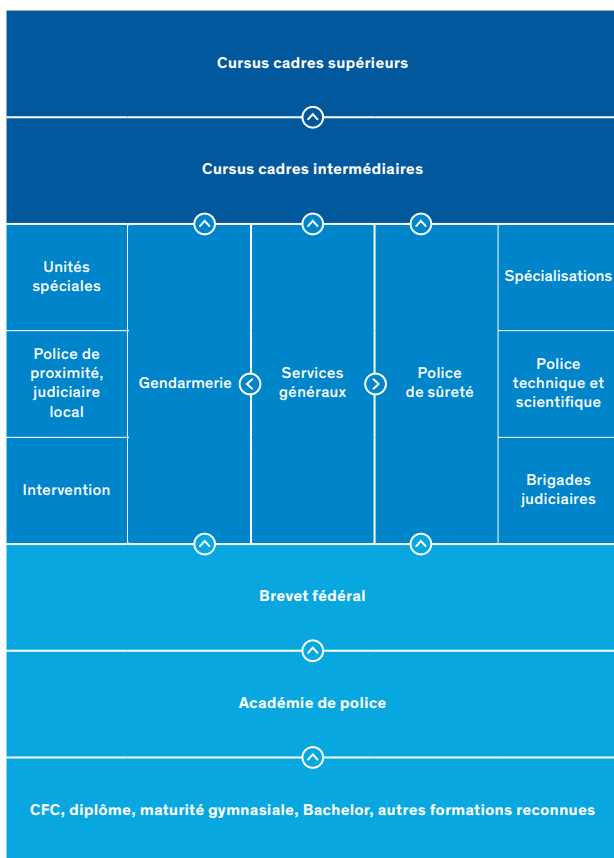 Cursus cadres supérieurs
Cursus cadres intermédiaires
Unités
spéciales
Police de
proximité,
judiciaire
local
Intervention
Gendarmerie
Services
généraux
Police
de sûreté
Spécialisations
Police
technique et
scientifique
Brigades
judiciaires
Brevet fédéral
Académie de police
CFC, diplôme, maturité gymnasiale, Bachelor, autres formations reconnues